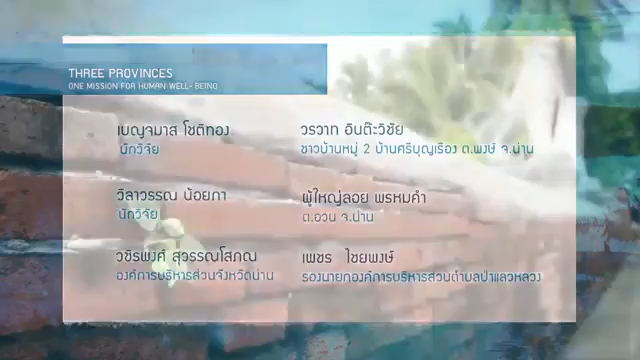 THREE PROVINCES
ONE MISSION FOR HUMAN WELL-BEING
เบญจมาส โชติทอง
นักวิจัย
วรวาท อินต๊ะวิชัย
ชาวบ้านหมู่ 2 บ้านศรีบุญเรือง ต.พงษ์ จ.น่าน
วิลาวรรณ น้อยภา
นักวิจัย
ผู้ใหญ่ลอย พรหมคำ
ต.อวน จ.น่าน
วชิรพงศ์ สุวรรณโสภณ
องค์การบริหารส่วนจังหวัดน่าน
เพชร ไชยพงษ์
รองนายกองค์การบริหารส่วนตำบลป่าแลวหลวง